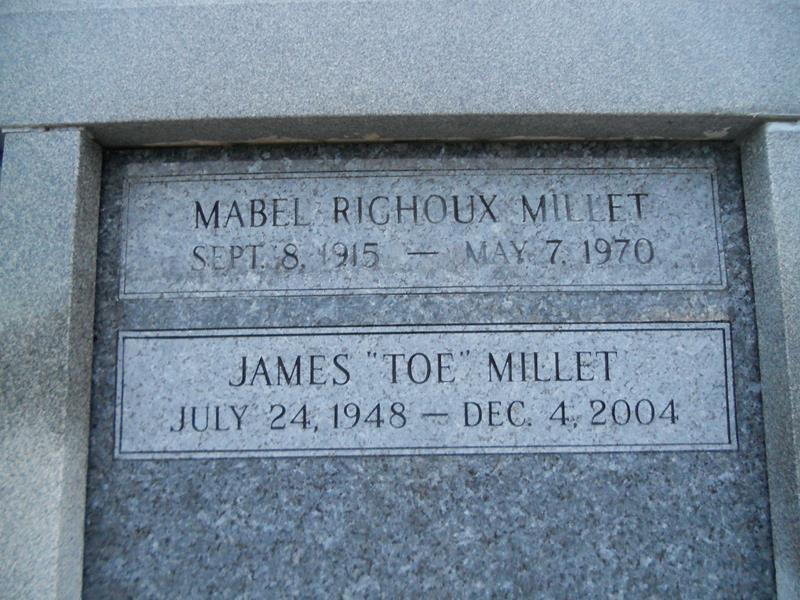 MABEL RICHOUX MILLET
SEPT. 8, 1915 — MAY 7, 1970
JAMES "TOE" MILLET
JULY 24, 1948 — DEC. 4, 2004